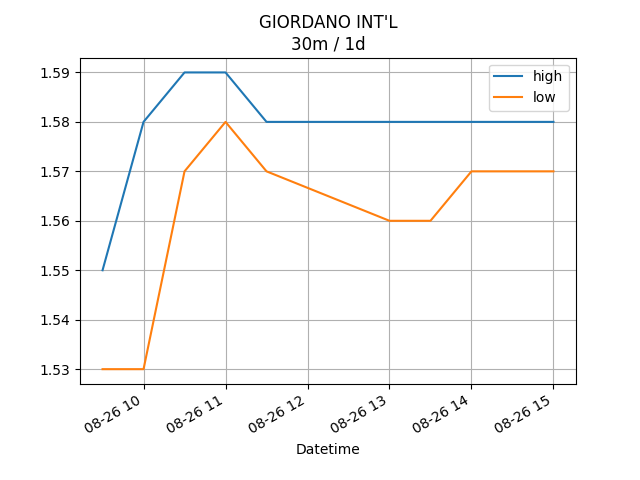 GIORDANO INT'L
30m / 1d
1.59
1.58
1.57
1.56
1.55
1.54
1.53
high
low
08-26 10
08-26 11
08-26 12
08-26 13
08-26 14
08-26 15
Datetime